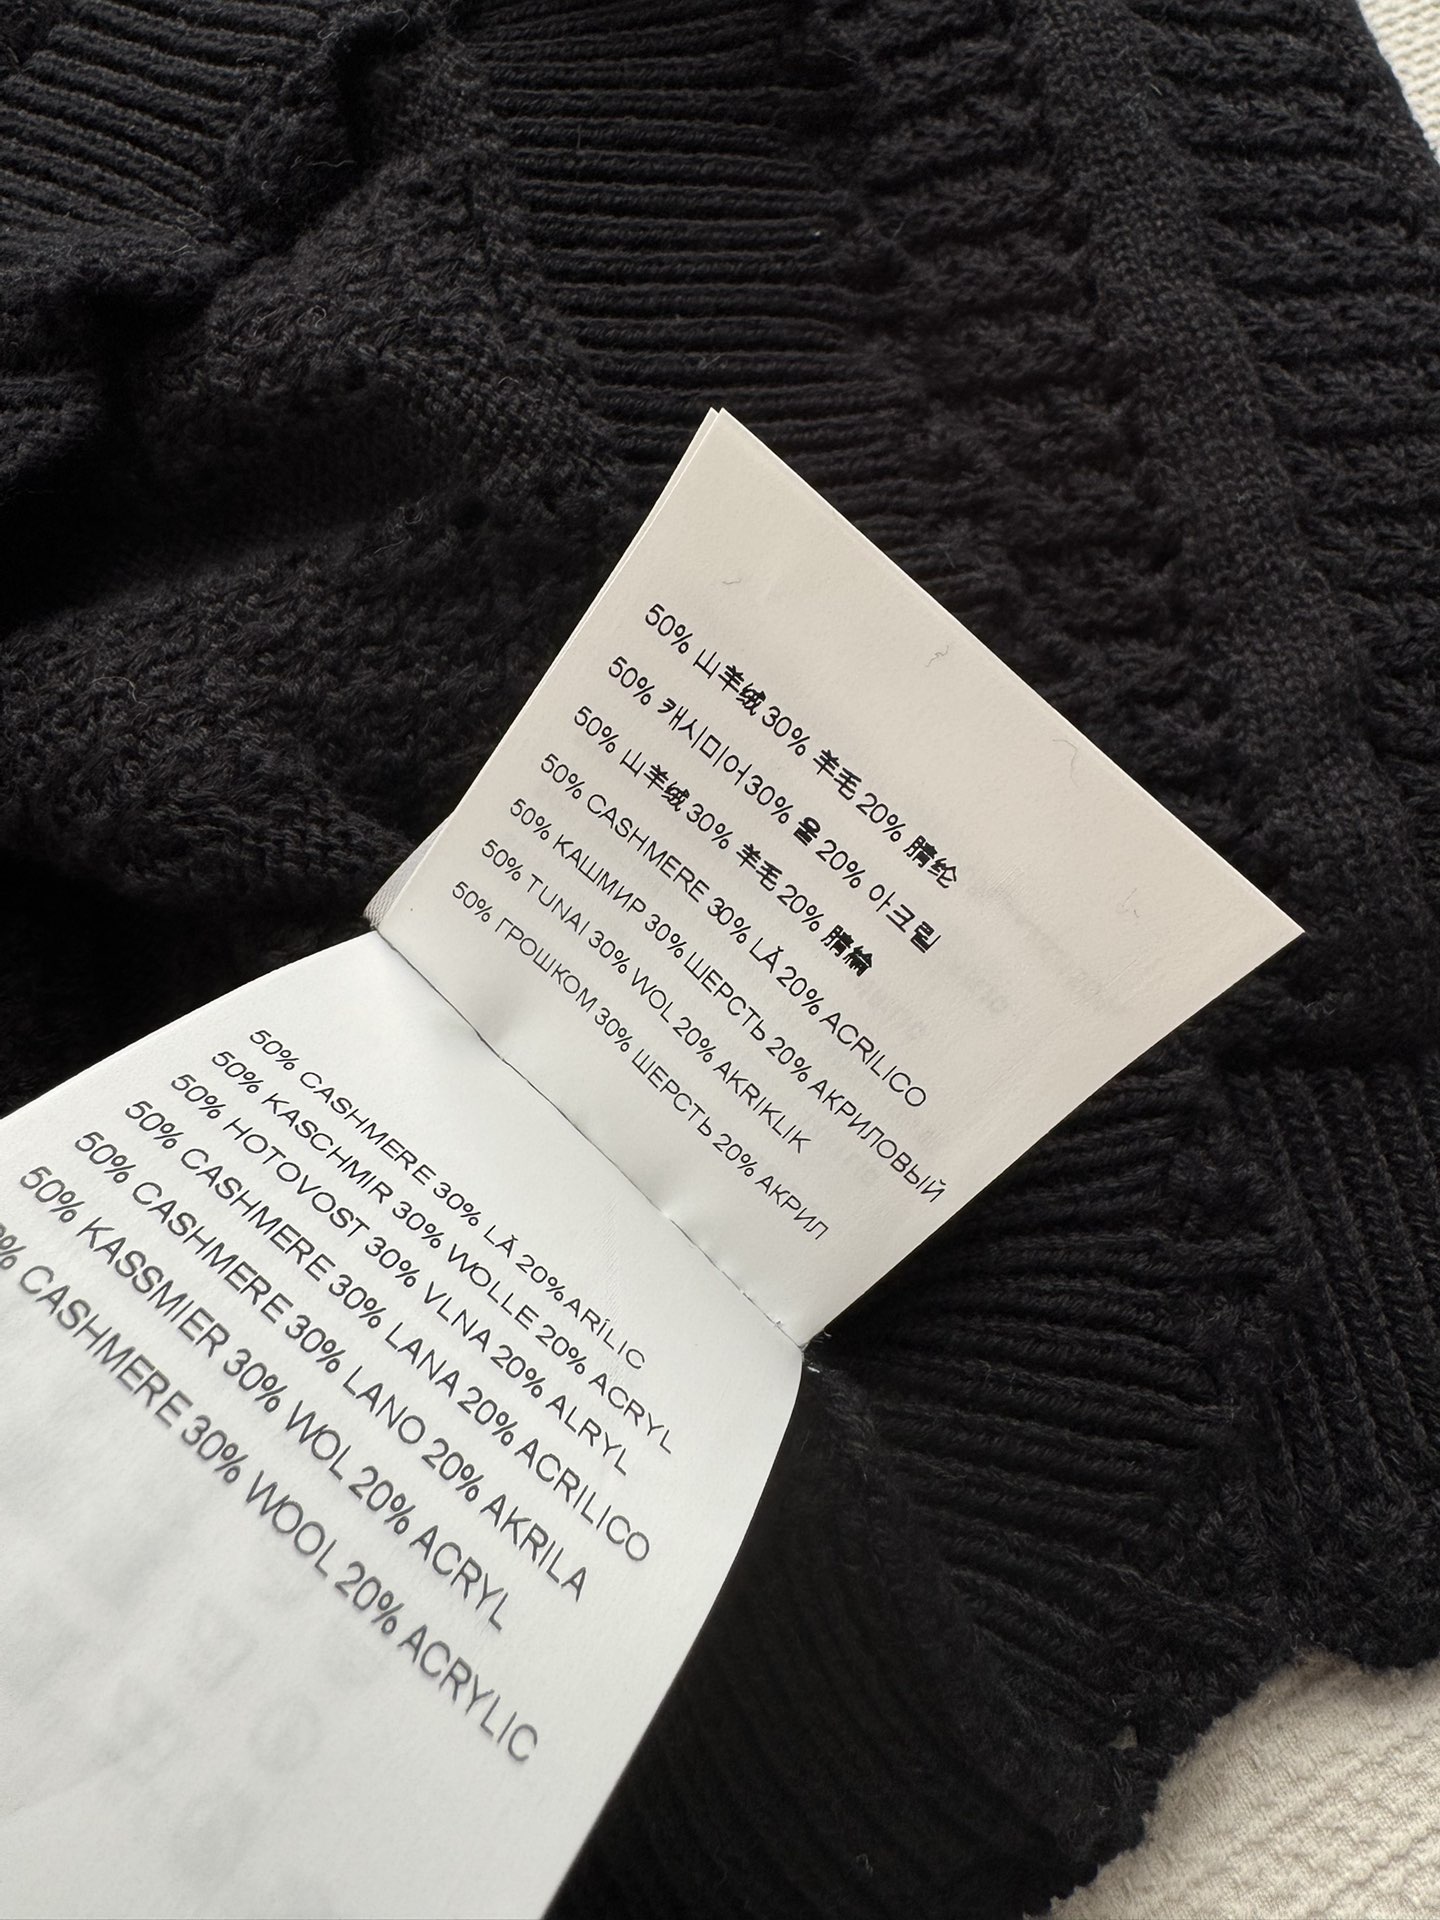 50% 山羊绒 30% 羊毛 20% 腈纶
50% 캐시미어 30% 울 20% 아크릴
50% 山羊绒 30% 羊毛 20% 腈綸
50% CASHMERE 30% LÃ 20% ACRILICO
50% КАШМИР 30% ШЕРСТЬ 20% АКРИЛОВЫЙ
50% TUNAI 30% WOL 20% AKRIKLIK
50% ГРОШКОМ 30% ШЕРСТЬ 20% АКРИЛ
50% CASHMERE 30% LÃ 20% ARÍLIC
50% KASCHMIR 30% WOLLE 20% ACRYL
50% HOTOVOST 30% VLNA 20% ALRYL
50% CASHMERE 30% LANA 20% ACRILICO
50% CASHMERE 30% LANO 20% AKRILA
50% KASSMIER 30% WOL 20% ACRYL
% CASHMERE 30% WOOL 20% ACRYLIC